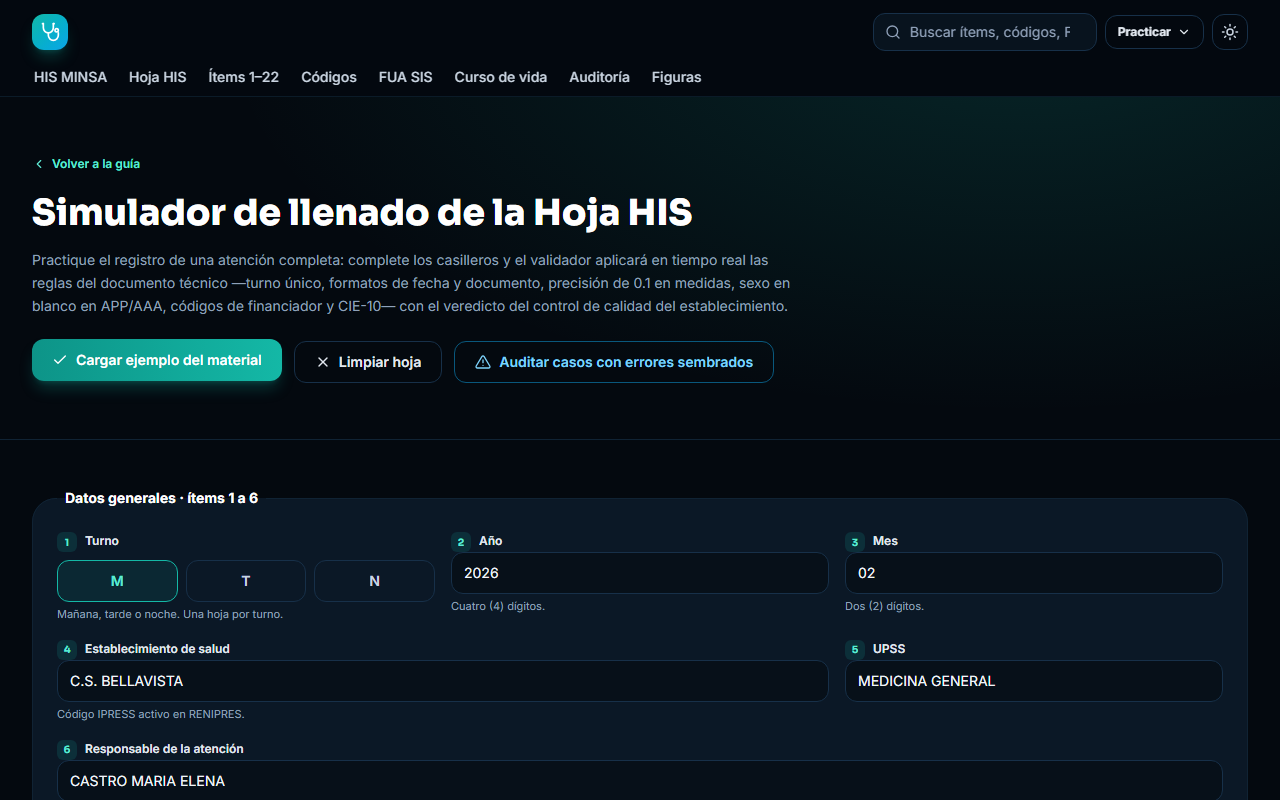 Buscar ítems, códigos, F
Practicar
HIS MINSA
Hoja HIS
Ítems 1–22
Códigos
FUA SIS
Curso de vida
Auditoría
Figuras
Volver a la guía
Simulador de llenado de la Hoja HIS
Practique el registro de una atención completa: complete los casilleros y el validador aplicará en tiempo real las
reglas del documento técnico —turno único, formatos de fecha y documento, precisión de 0.1 en medidas, sexo en
blanco en APP/AAA, códigos de financiador y CIE-10— con el veredicto del control de calidad del establecimiento.
Cargar ejemplo del material
Limpiar hoja
Auditar casos con errores sembrados
Datos generales · ítems 1 a 6
1 Turno
M
T
N
Mañana, tarde o noche. Una hoja por turno.
2 Año
2026
Cuatro (4) dígitos.
3 Mes
02
Dos (2) dígitos.
4 Establecimiento de salud
C.S. BELLAVISTA
Código IPRESS activo en RENIPRES.
5 UPSS
MEDICINA GENERAL
6 Responsable de la atención
CASTRO MARIA ELENA